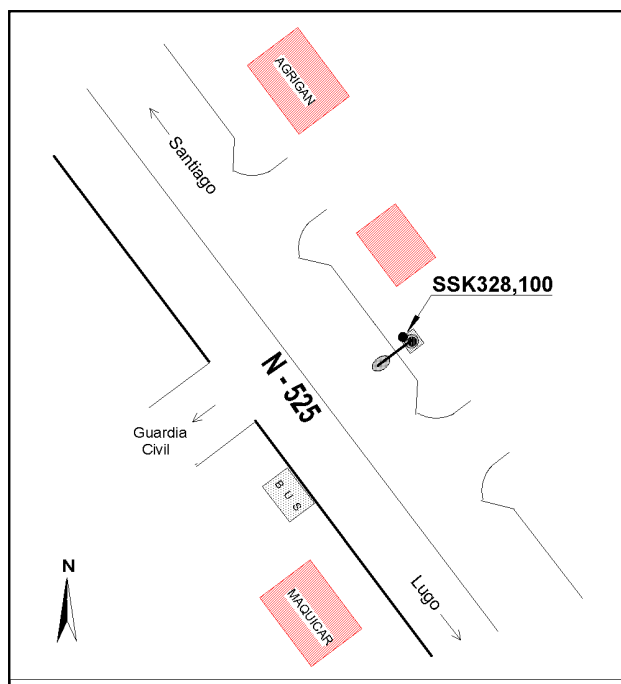 AGRIGAN
Santiago
SSK328,100
N - 525
Guardia
Civil
BUS
N
MAQUICAR
Lugo